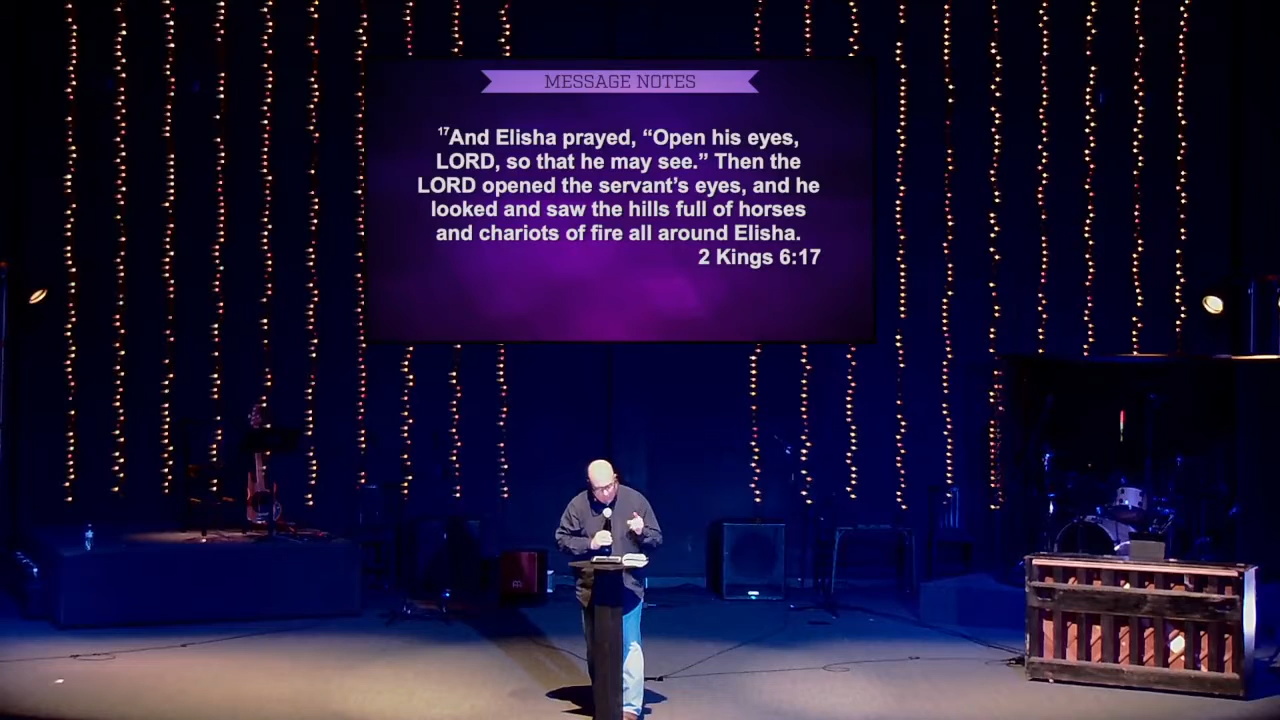 MESSAGE NOTES
¹⁷And Elisha prayed, “Open his eyes,
LORD, so that he may see.” Then the
LORD opened the servant’s eyes, and he
looked and saw the hills full of horses
and chariots of fire all around Elisha.
2 Kings 6:17